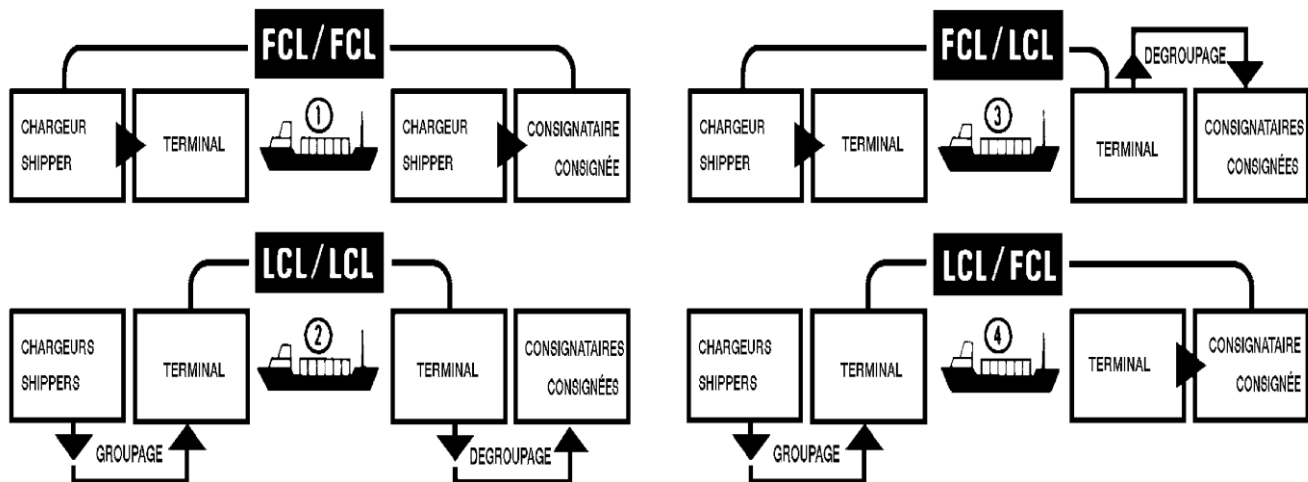 FCL/FCL
CHARGEUR
SHIPPER
TERMINAL
1
CHARGEUR
SHIPPER
CONSIGNATAIRE
CONSIGNÉE
FCL/LCL
DEGROUPAGE
CHARGEUR
SHIPPER
TERMINAL
3
TERMINAL
CONSIGNATAIRES
CONSIGNÉES
LCL/LCL
CHARGEURS
SHIPPERS
TERMINAL
2
TERMINAL
CONSIGNATAIRES
CONSIGNÉES
GROUPAGE
DEGROUPAGE
LCL/FCL
CHARGEURS
SHIPPERS
TERMINAL
4
TERMINAL
CONSIGNATAIRE
CONSIGNÉE
GROUPAGE